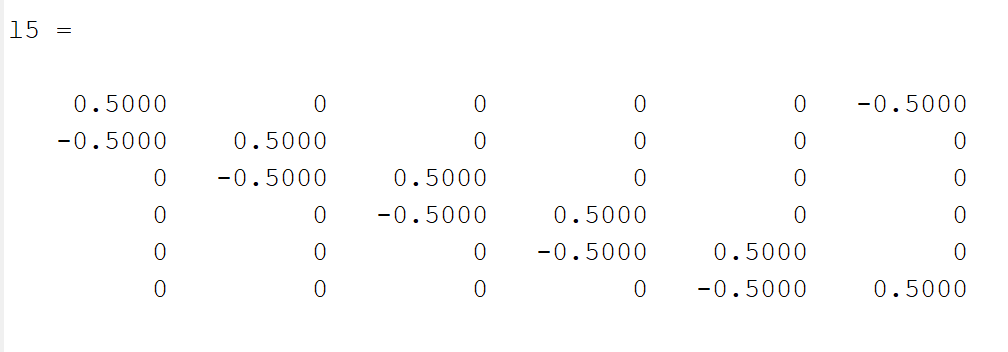 l5 =
0.5000 0 0 0 0 -0.5000
-0.5000 0.5000 0 0 0 0
0 -0.5000 0.5000 0 0 0
0 0 -0.5000 0.5000 0 0
0 0 0 -0.5000 0.5000 0
0 0 0 0 -0.5000 0.5000